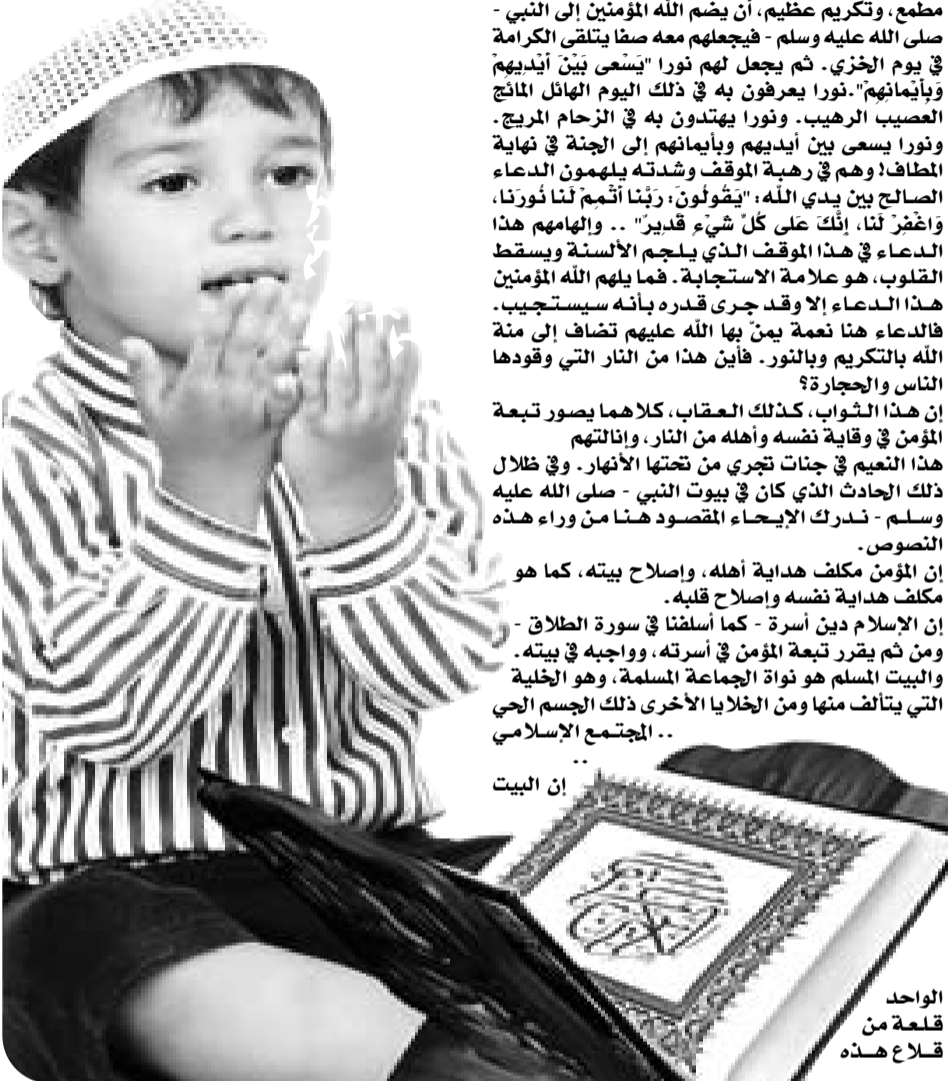 مطمع، وتكريم عظيم، أن يضم الله المؤمنين إلى النبي -
صلى الله عليه وسلم - فيجعلهم معه صفا يتلقى الكرامة
في يوم الخزي. ثم يجعل لهم نورا "يَسْعى بَيْنَ أَيْدِيهِمْ
وَبِأَيْمانِهِمْ".نورا يعرفون به في ذلك اليوم الهائل المائج
العصيب الرهيب. ونورا يهتدون به في الزحام المريج.
ونورا يسعى بين أيديهم وبأيمانهم إلى الجنة في نهاية
المطاف! وهم في رهبة الموقف وشدته يلهمون الدعاء
الصالح بين يدي الله: "يَقُولُونَ: رَبَّنا أَتْمِمْ لَنا نُورَنا،
وَاغْفِرْ لَنا، إِنَّكَ عَلى كُلِّ شَيْءٍ قَدِيرٌ" .. وإلهامهم هذا
الدعاء في هذا الموقف الذي يلجم الألسنة ويسقط
القلوب، هو علامة الاستجابة. فما يلهم الله المؤمنين
هذا الدعاء إلا وقد جرى قدره بأنه سيستجيب.
فالدعاء هنا نعمة يمنّ بها الله عليهم تضاف إلى منة
الله بالتكريم وبالنور. فأين هذا من النار التي وقودها
الناس والحجارة؟
إن هذا الثواب، كذلك العقاب، كلاهما يصور تبعة
المؤمن في وقاية نفسه وأهله من النار، وإنالتهم
هذا النعيم في جنات تجري من تحتها الأنهار. وفي ظلال
ذلك الحادث الذي كان في بيوت النبي - صلى الله عليه
وسلم - ندرك الإيحاء المقصود هنا من وراء هذه
النصوص.
إن المؤمن مكلف هداية أهله، وإصلاح بيته، كما هو
مكلف هداية نفسه وإصلاح قلبه.
إن الإسلام دين أسرة - كما أسلفنا في سورة الطلاق -
ومن ثم يقرر تبعة المؤمن في أسرته، وواجبه في بيته.
والبيت المسلم هو نواة الجماعة المسلمة، وهو الخلية
التي يتألف منها ومن الخلايا الأخرى ذلك الجسم الحي
.. المجتمع الإسلامي
..
إن البيت
الواحد
قلعة من
قلاع هذه